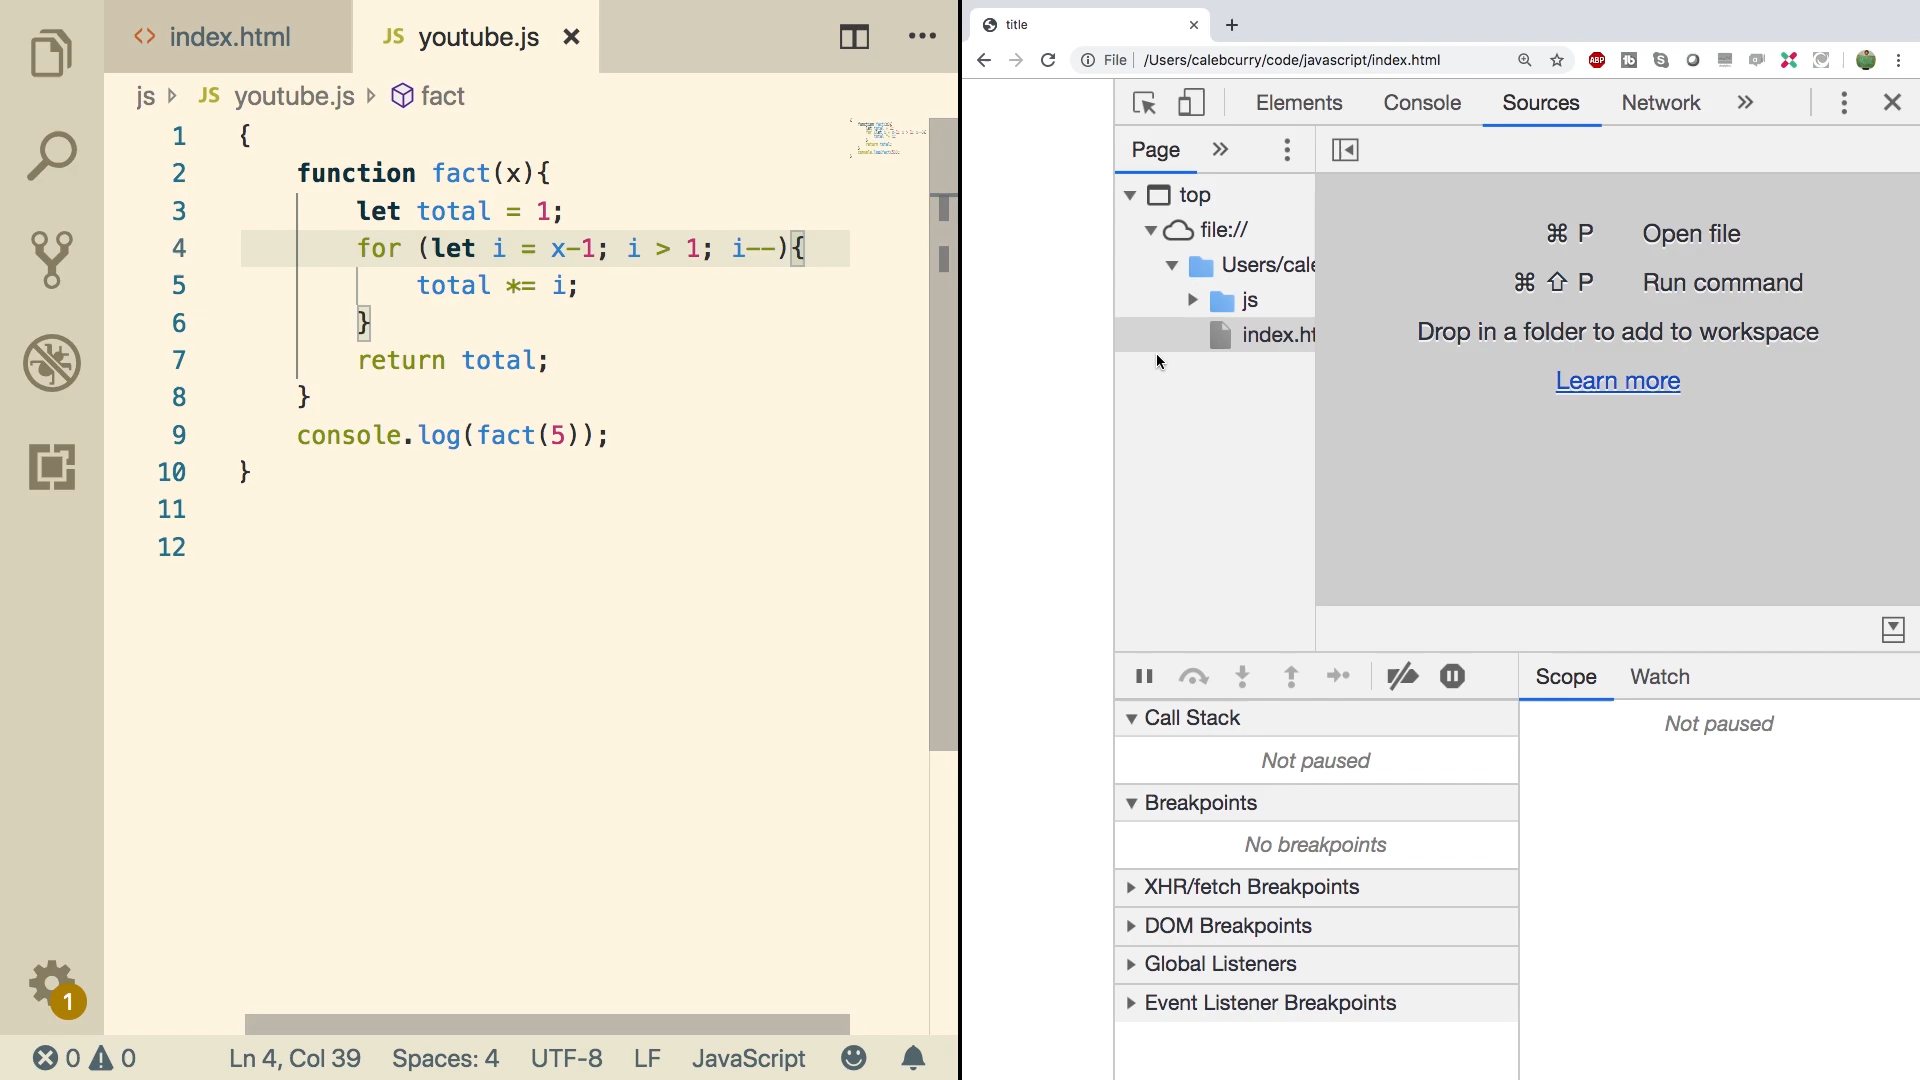 index.html
JS youtube.js
js JS youtube.js fact
1 {
2 function fact(x){
3 let total = 1;
4 for (let i = x-1; i > 1; i--){
5 total *= i;
6 }
7 return total;
8 }
9 console.log(fact(5));
10 }
11
12
1
0 0 Ln 4, Col 39 Spaces: 4 UTF-8 LF JavaScript
title
File /Users/calebcurry/code/javascript/index.html
ABP
Elements Console Sources Network
Page
top
file://
Users/cale
js
index.ht
⌘ P Open file
⌘ ⇧ P Run command
Drop in a folder to add to workspace
Learn more
Scope Watch
Call Stack
Not paused
Not paused
Breakpoints
No breakpoints
XHR/fetch Breakpoints
DOM Breakpoints
Global Listeners
Event Listener Breakpoints